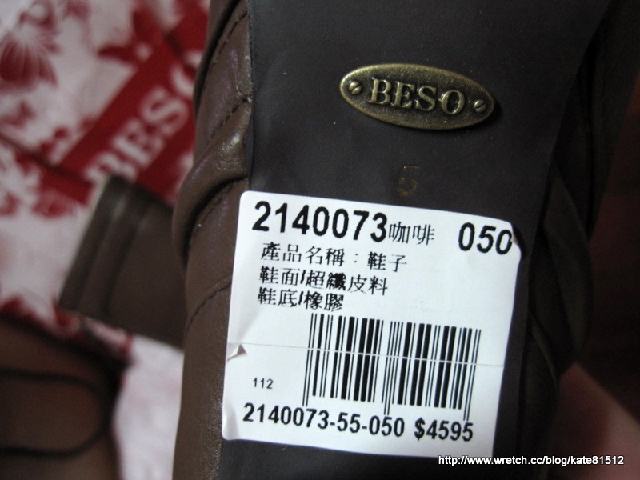 BESO
BESO
5
2140073咖啡 050
產品名稱：鞋子
鞋面/超纖皮料
鞋底/橡膠
112
2140073-55-050 $4595
http://www.wretch.cc/blog/kate81512